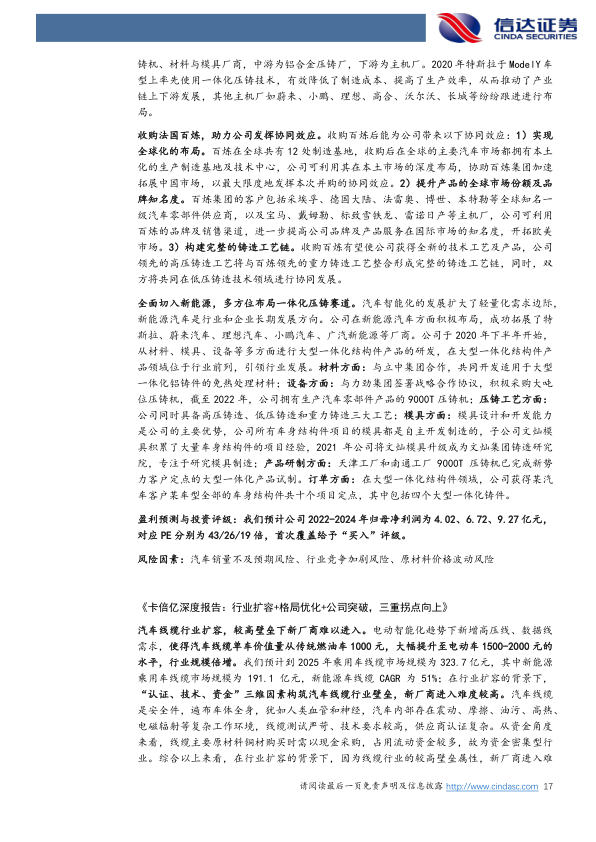 信达证券
CINDA SECURITIES
铸机、材料与模具厂商，中游为铝合金压铸厂，下游为主机厂。2020年特斯拉于ModelY车
型上率先使用一体化压铸技术，有效降低了制造成本、提高了生产效率，从而推动了产业
链上下游发展，其他主机厂如蔚来、小鹏、理想、高合、沃尔沃、长城等纷纷跟进进行布
局。
收购法国百炼，助力公司发挥协同效应。收购百炼后能为公司带来以下协同效应：1）实现
全球化的布局。百炼在全球共有12处制造基地，收购后在全球的主要汽车市场都拥有本土
化的生产制造基地及技术中心，公司可利用其在本土市场的深度布局，协助百炼集团加速
拓展中国市场，以最大限度地发挥本次并购的协同效应。2）提升产品的全球市场份额及品
牌知名度。百炼集团的客户包括采埃孚、德国大陆、法雷奥、博世、本特勒等全球知名一
级汽车零部件供应商，以及宝马、戴姆勒、标致雪铁龙、雷诺日产等主机厂，公司可利用
百炼的品牌及销售渠道，进一步提高公司品牌及产品服务在国际市场的知名度，开拓欧美
市场。3）构建完整的铸造工艺链。收购百炼有望使公司获得全新的技术工艺及产品，公司
领先的高压铸造工艺将与百炼领先的重力铸造工艺整合形成完整的铸造工艺链，同时，双
方将共同在低压铸造技术领域进行协同发展。
全面切入新能源，多方位布局一体化压铸赛道。汽车智能化的发展扩大了轻量化需求边际，
新能源汽车是行业和企业长期发展方向。公司在新能源汽车方面积极布局，成功拓展了特
斯拉、蔚来汽车、理想汽车、小鹏汽车、广汽新能源等厂商。公司于2020年下半年开始，
从材料、模具、设备等多方面进行大型一体化结构件产品的研发，在大型一体化结构件产
品领域位于行业前列，引领行业发展。材料方面：与立中集团合作，共同开发适用于大型
一体化铝铸件的免热处理材料；设备方面：与力劲集团签署战略合作协议，积极采购大吨
位压铸机，截至2022年，公司拥有生产汽车零部件产品的9000T压铸机；压铸工艺方面：
公司同时具备高压铸造、低压铸造和重力铸造三大工艺；模具方面：模具设计和开发能力
是公司的主要优势，公司所有车身结构件项目的模具都是自主开发制造的，子公司文灿模
具积累了大量车身结构件的项目经验，2021 年公司将文灿模具升级成为文灿集团铸造研究
院，专注于研究模具制造；产品研制方面：天津工厂和南通工厂 9000T 压铸机已完成新势
力客户定点的大型一体化产品试制。订单方面：在大型一体化结构件领域，公司获得某汽
车客户某车型全部的车身结构件共十个项目定点，其中包括四个大型一体化铸件。
盈利预测与投资评级：我们预计公司2022-2024年归母净利润为4.02、6.72、9.27亿元，
对应PE分别为43/26/19倍，首次覆盖给予“买入”评级。
风险因素：汽车销量不及预期风险、行业竞争加剧风险、原材料价格波动风险
《卡倍亿深度报告：行业扩容+格局优化+公司突破，三重拐点向上》
汽车线缆行业扩容，较高壁垒下新厂商难以进入。电动智能化趋势下新增高压线、数据线
需求，使得汽车线缆单车价值量从传统燃油车1000元，大幅提升至电动车1500-2000元的
水平，行业规模倍增。我们预计到2025年乘用车线缆市场规模为323.7亿元，其中新能源
乘用车线缆市场规模为 191.1 亿元，新能源车线缆 CAGR 为 51%；在行业扩容的背景下，
“认证、技术、资金”三维因素构筑汽车线缆行业壁垒，新厂商进入难度较高。汽车线缆
是安全件，遍布车体全身，犹如人类血管和神经，汽车内部存在震动、摩擦、油污、高热、
电磁辐射等复杂工作环境，线缆测试严苛、技术要求较高，供应商认证复杂。从资金角度
来看，线缆主要原材料铜材购买时需以现金采购，占用流动资金较多，故为资金密集型行
业。综合以上来看，在行业扩容的背景下，因为线缆行业的较高壁垒属性，新厂商进入难
请阅读最后一页免责声明及信息披露 http://www.cindasc.com 17